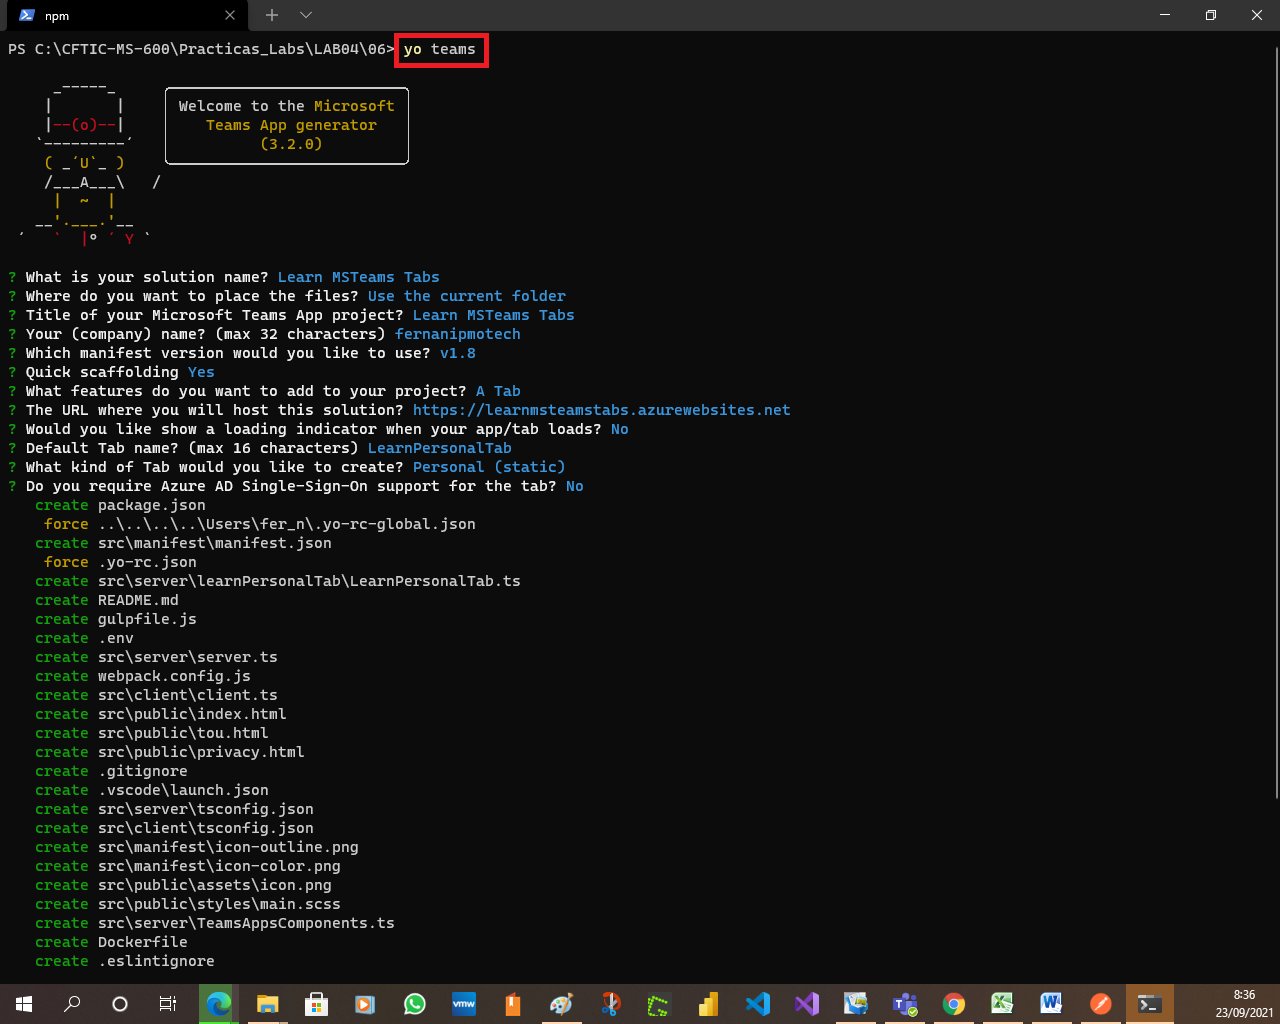 npm
PS C:\CFTIC-MS-600\Practicas_Labs\LAB04\06> yo teams
Welcome to the Microsoft
Teams App generator
(3.2.0)
? What is your solution name? Learn MSTeams Tabs
? Where do you want to place the files? Use the current folder
? Title of your Microsoft Teams App project? Learn MSTeams Tabs
? Your (company) name? (max 32 characters) fernanipmotech
? Which manifest version would you like to use? v1.8
? Quick scaffolding Yes
? What features do you want to add to your project? A Tab
? The URL where you will host this solution? https://learnmsteamstabs.azurewebsites.net
? Would you like show a loading indicator when your app/tab loads? No
? Default Tab name? (max 16 characters) LearnPersonalTab
? What kind of Tab would you like to create? Personal (static)
? Do you require Azure AD Single-Sign-On support for the tab? No
create package.json
force ..\..\..\..\Users\fer_n\.yo-rc-global.json
create src\manifest\manifest.json
force .yo-rc.json
create src\server\learnPersonalTab\LearnPersonalTab.ts
create README.md
create gulpfile.js
create .env
create src\server\server.ts
create webpack.config.js
create src\client\client.ts
create src\public\index.html
create src\public\tou.html
create src\public\privacy.html
create .gitignore
create .vscode\launch.json
create src\server\tsconfig.json
create src\client\tsconfig.json
create src\manifest\icon-outline.png
create src\manifest\icon-color.png
create src\public\assets\icon.png
create src\public\styles\main.scss
create src\server\TeamsAppsComponents.ts
create Dockerfile
create .eslintignore
vmw
8:36
23/09/2021